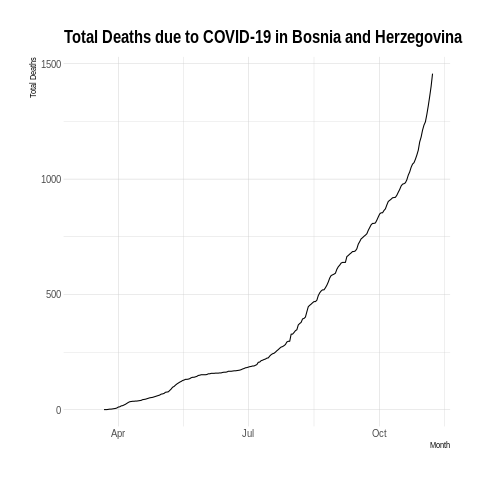 Total Deaths due to COVID-19 in Bosnia and Herzegovina
Total Deaths
1500
1000
500
0
Apr
Jul
Oct
Month